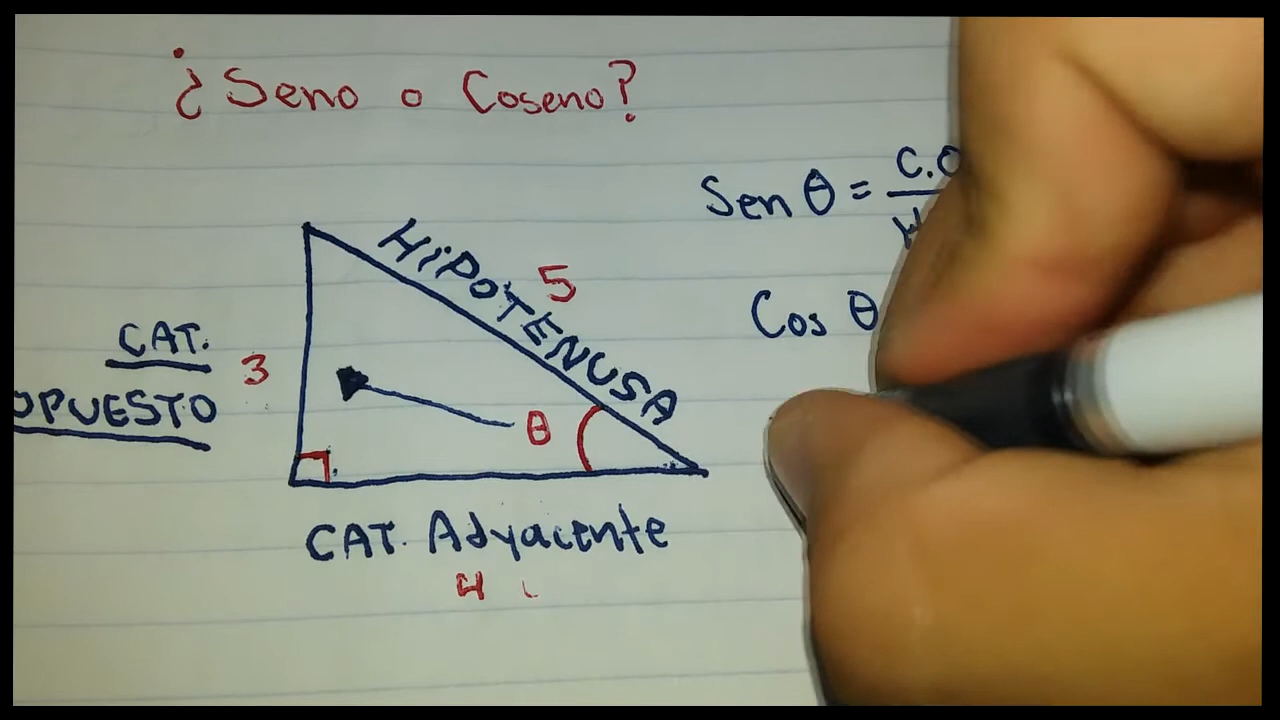 ¿Seno o Coseno?
Sen θ = C.O
H
HiPOTENUSA
5
Cos θ
CAT.
OPUESTO
3
θ
CAT. Adyacente
4